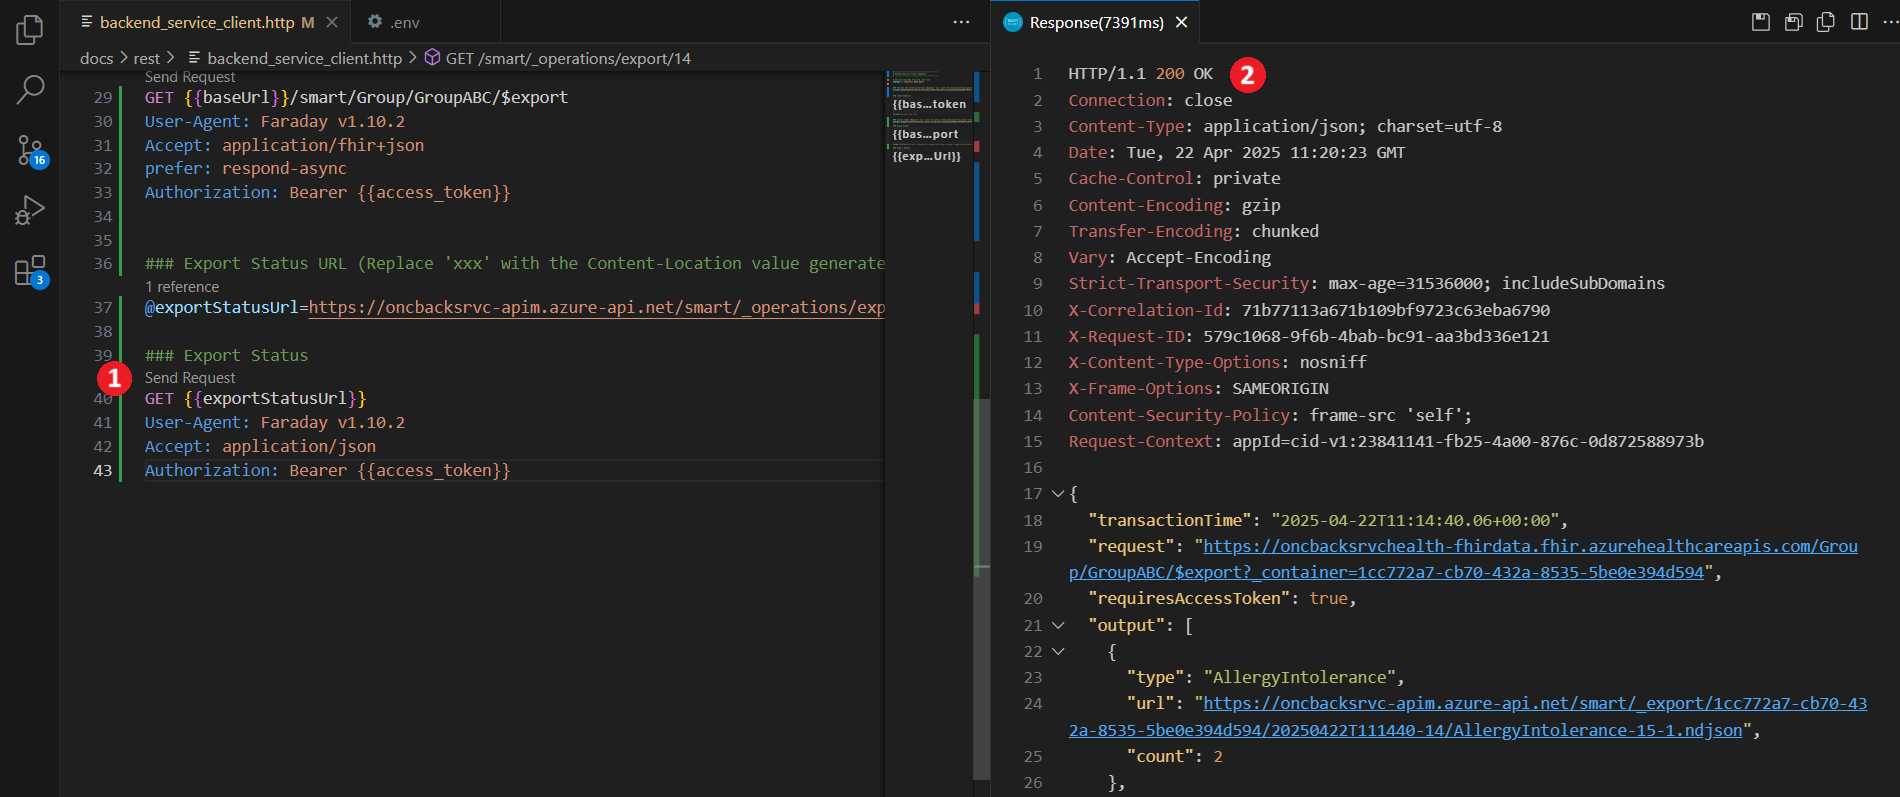 backend_service_client.http M
.env
docs > rest > backend_service_client.http > GET /smart/_operations/export/14
Send Request
29 GET {{baseUrl}}/smart/Group/GroupABC/$export
30 User-Agent: Faraday v1.10.2
31 Accept: application/fhir+json
32 prefer: respond-async
33 Authorization: Bearer {{access_token}}
34
35
36 ### Export Status URL (Replace 'xxx' with the Content-Location value generate
1 reference
37 @exportStatusUrl=https://oncbacksrvc-apim.azure-api.net/smart/_operations/exp
38
39 ### Export Status
1
Send Request
40 GET {{exportStatusUrl}}
41 User-Agent: Faraday v1.10.2
42 Accept: application/json
43 Authorization: Bearer {{access_token}}
16
3
{{bas...token
{{bas...port
{{exp...Url}}
Response(7391ms)
1 HTTP/1.1 200 OK
2
2 Connection: close
3 Content-Type: application/json; charset=utf-8
4 Date: Tue, 22 Apr 2025 11:20:23 GMT
5 Cache-Control: private
6 Content-Encoding: gzip
7 Transfer-Encoding: chunked
8 Vary: Accept-Encoding
9 Strict-Transport-Security: max-age=31536000; includeSubDomains
10 X-Correlation-Id: 71b77113a671b109bf9723c63eba6790
11 X-Request-ID: 579c1068-9f6b-4bab-bc91-aa3bd336e121
12 X-Content-Type-Options: nosniff
13 X-Frame-Options: SAMEORIGIN
14 Content-Security-Policy: frame-src 'self';
15 Request-Context: appId=cid-v1:23841141-fb25-4a00-876c-0d872588973b
16
17 {
18 "transactionTime": "2025-04-22T11:14:40.06+00:00",
19 "request": "https://oncbacksrvchealth-fhirdata.fhir.azurehealthcareapis.com/Grou
p/GroupABC/$export?_container=1cc772a7-cb70-432a-8535-5be0e394d594",
20 "requiresAccessToken": true,
21 "output": [
22 {
23 "type": "AllergyIntolerance",
24 "url": "https://oncbacksrvc-apim.azure-api.net/smart/_export/1cc772a7-cb70-43
2a-8535-5be0e394d594/20250422T111440-14/AllergyIntolerance-15-1.ndjson",
25 "count": 2
26 },